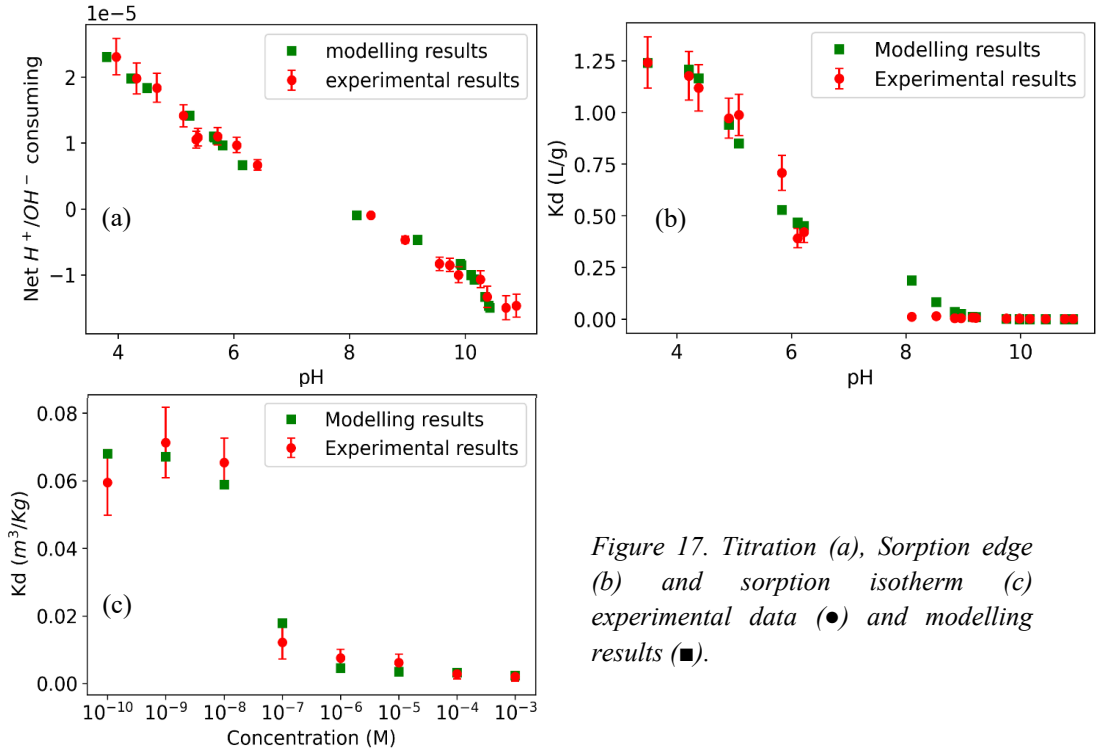 1e−5
Net H⁺/OH⁻ consuming
2
1
0
−1
modelling results
experimental results
(a)
4 6 8 10
pH
Kd (L/g)
1.25
1.00
0.75
0.50
0.25
0.00
Modelling results
Experimental results
(b)
4 6 8 10
pH
Kd (m³/Kg)
0.08
0.06
0.04
0.02
0.00
Modelling results
Experimental results
(c)
10⁻¹⁰ 10⁻⁹ 10⁻⁸ 10⁻⁷ 10⁻⁶ 10⁻⁵ 10⁻⁴ 10⁻³
Concentration (M)
Figure 17. Titration (a), Sorption edge
(b) and sorption isotherm (c)
experimental data (●) and modelling
results (■).